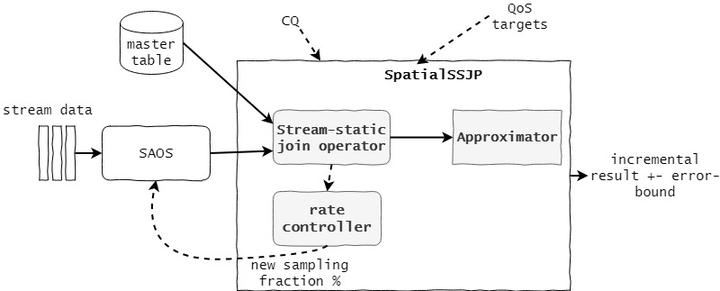 CQ
QoS
targets
master
table
SpatialSSJP
stream data
SAOS
Stream-static
join operator
Approximator
incremental
result +- error-
bound
rate
controller
new sampling
fraction %